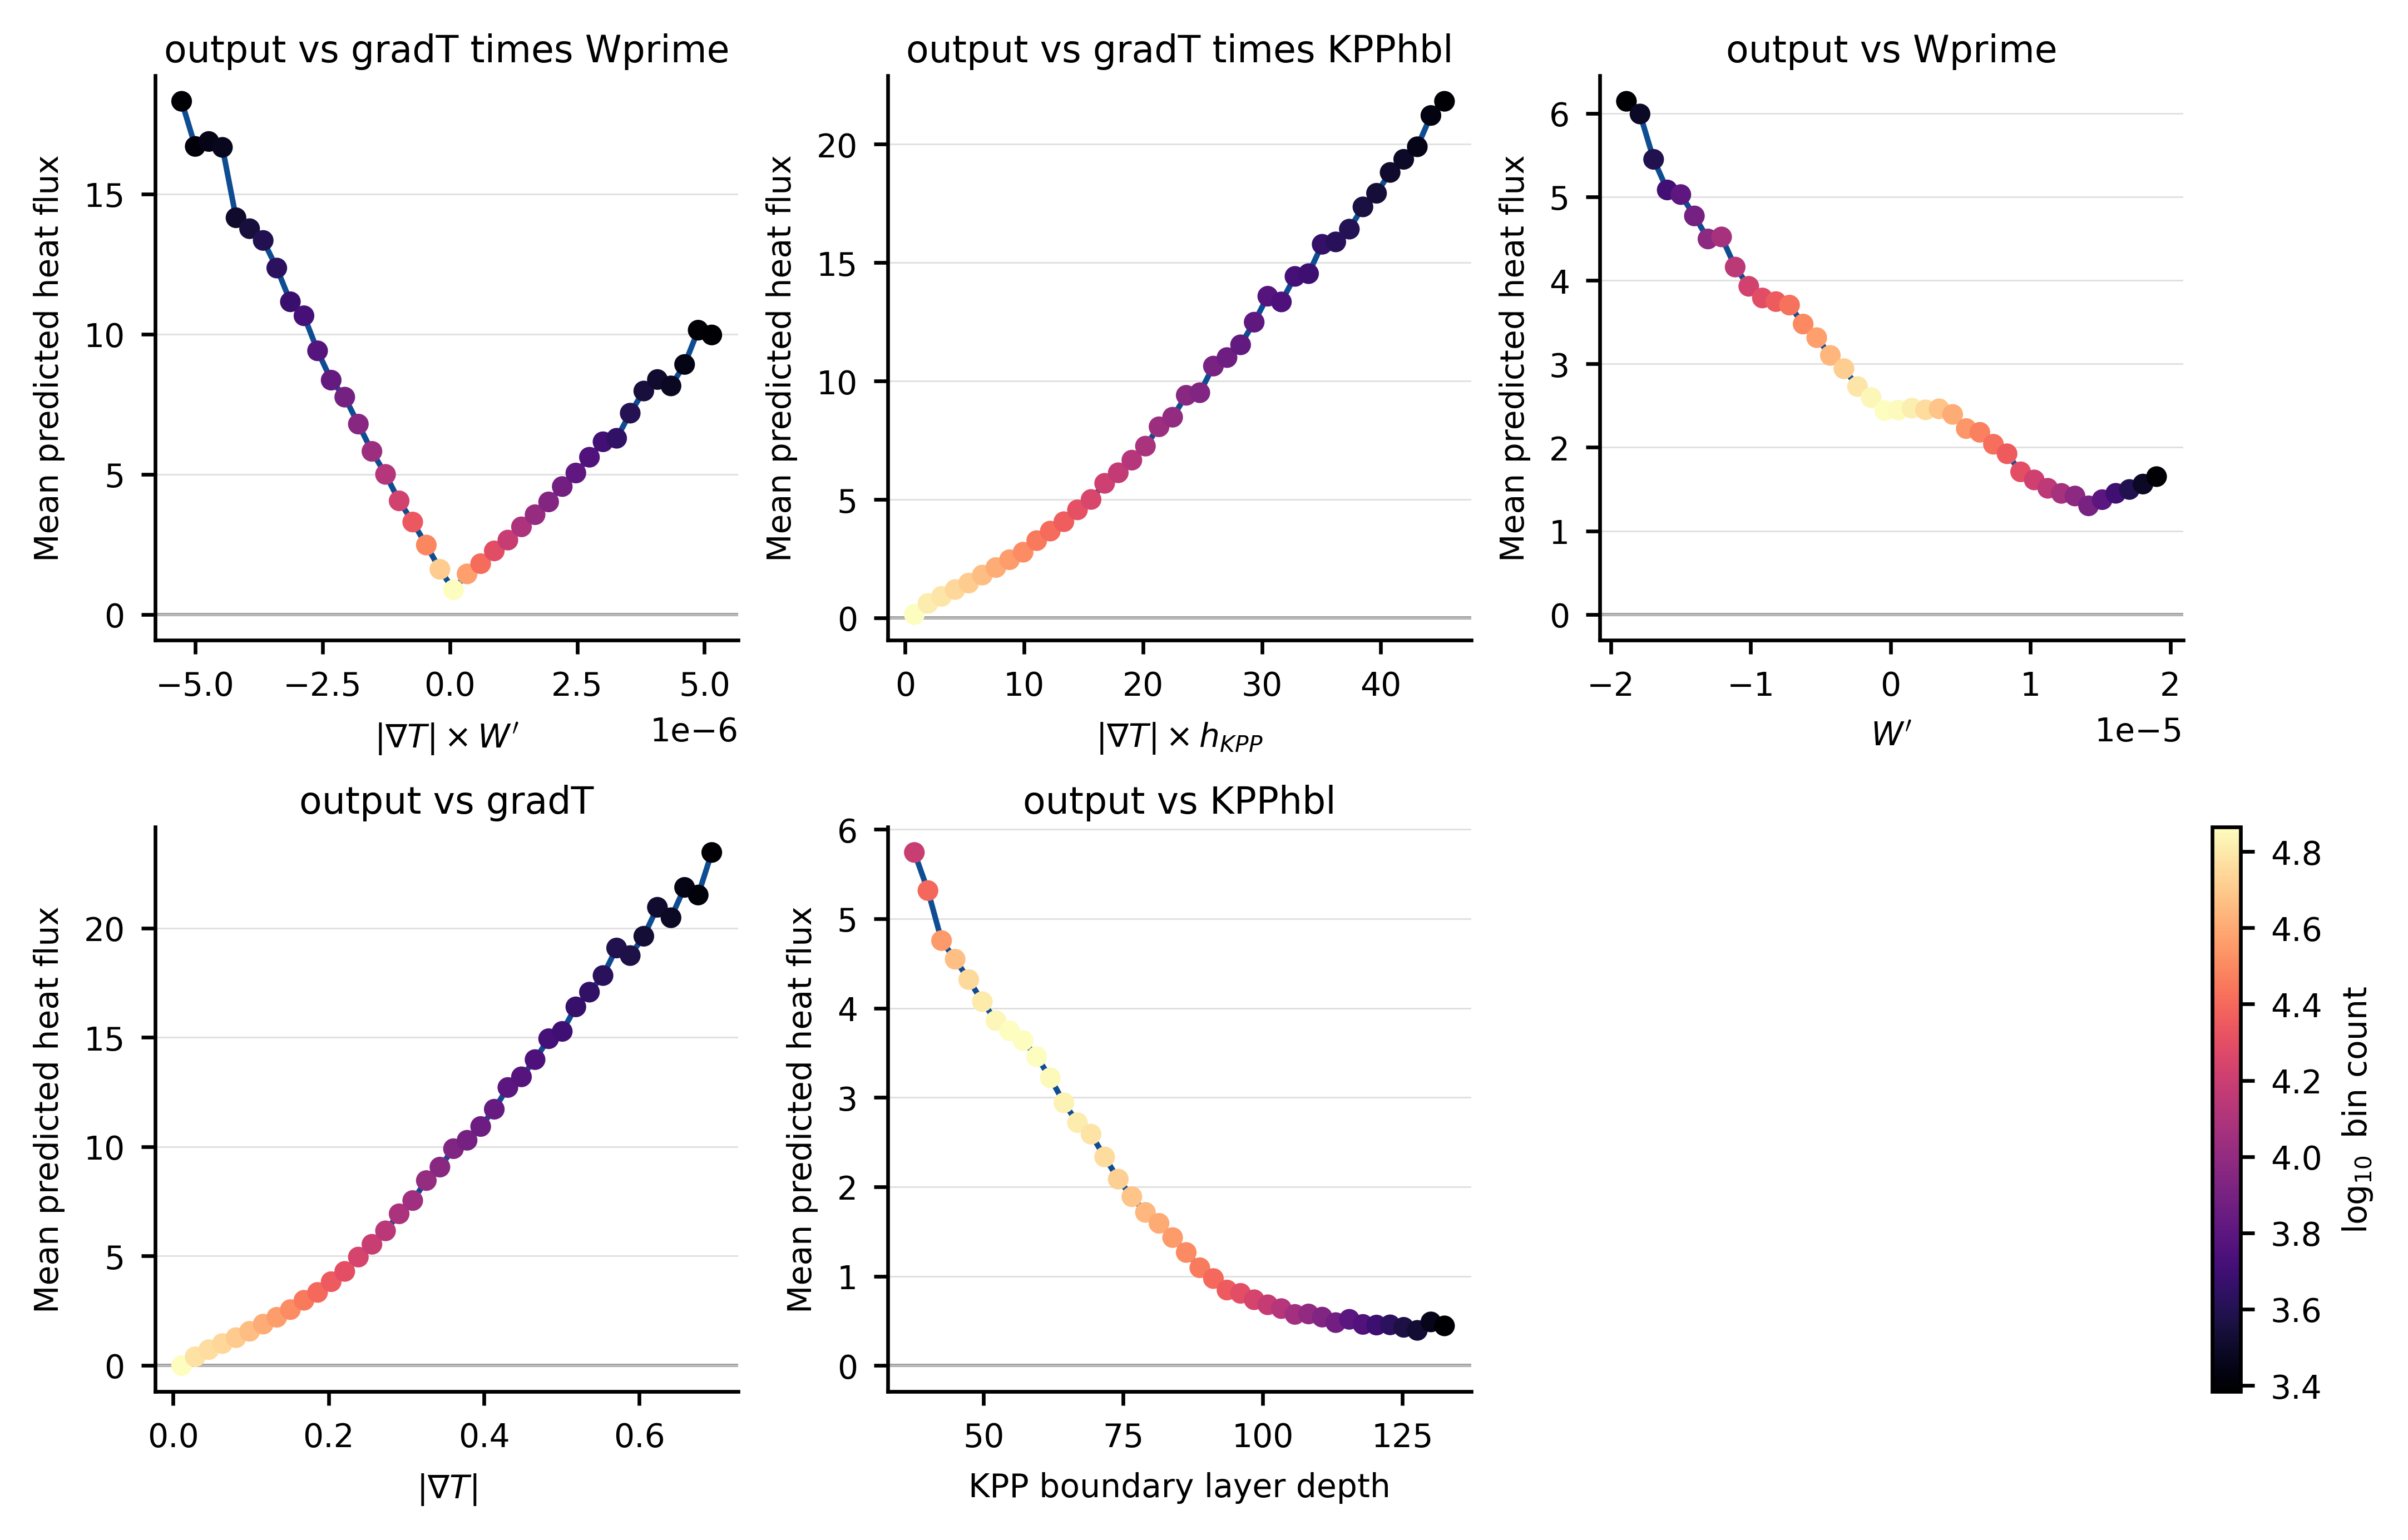 output vs gradT times Wprime
Mean predicted heat flux
15
10
5
0
−5.0 −2.5 0.0 2.5 5.0
|∇T| × W′
1e−6
output vs gradT times KPPhbl
Mean predicted heat flux
20
15
10
5
0
0 10 20 30 40
|∇T| × h_{KPP}
output vs Wprime
Mean predicted heat flux
6
5
4
3
2
1
0
−2 −1 0 1 2
W′
1e−5
output vs gradT
Mean predicted heat flux
20
15
10
5
0
0.0 0.2 0.4 0.6
|∇T|
output vs KPPhbl
Mean predicted heat flux
6
5
4
3
2
1
0
50 75 100 125
KPP boundary layer depth
4.8
4.6
4.4
4.2
4.0
3.8
3.6
3.4
log₁₀ bin count